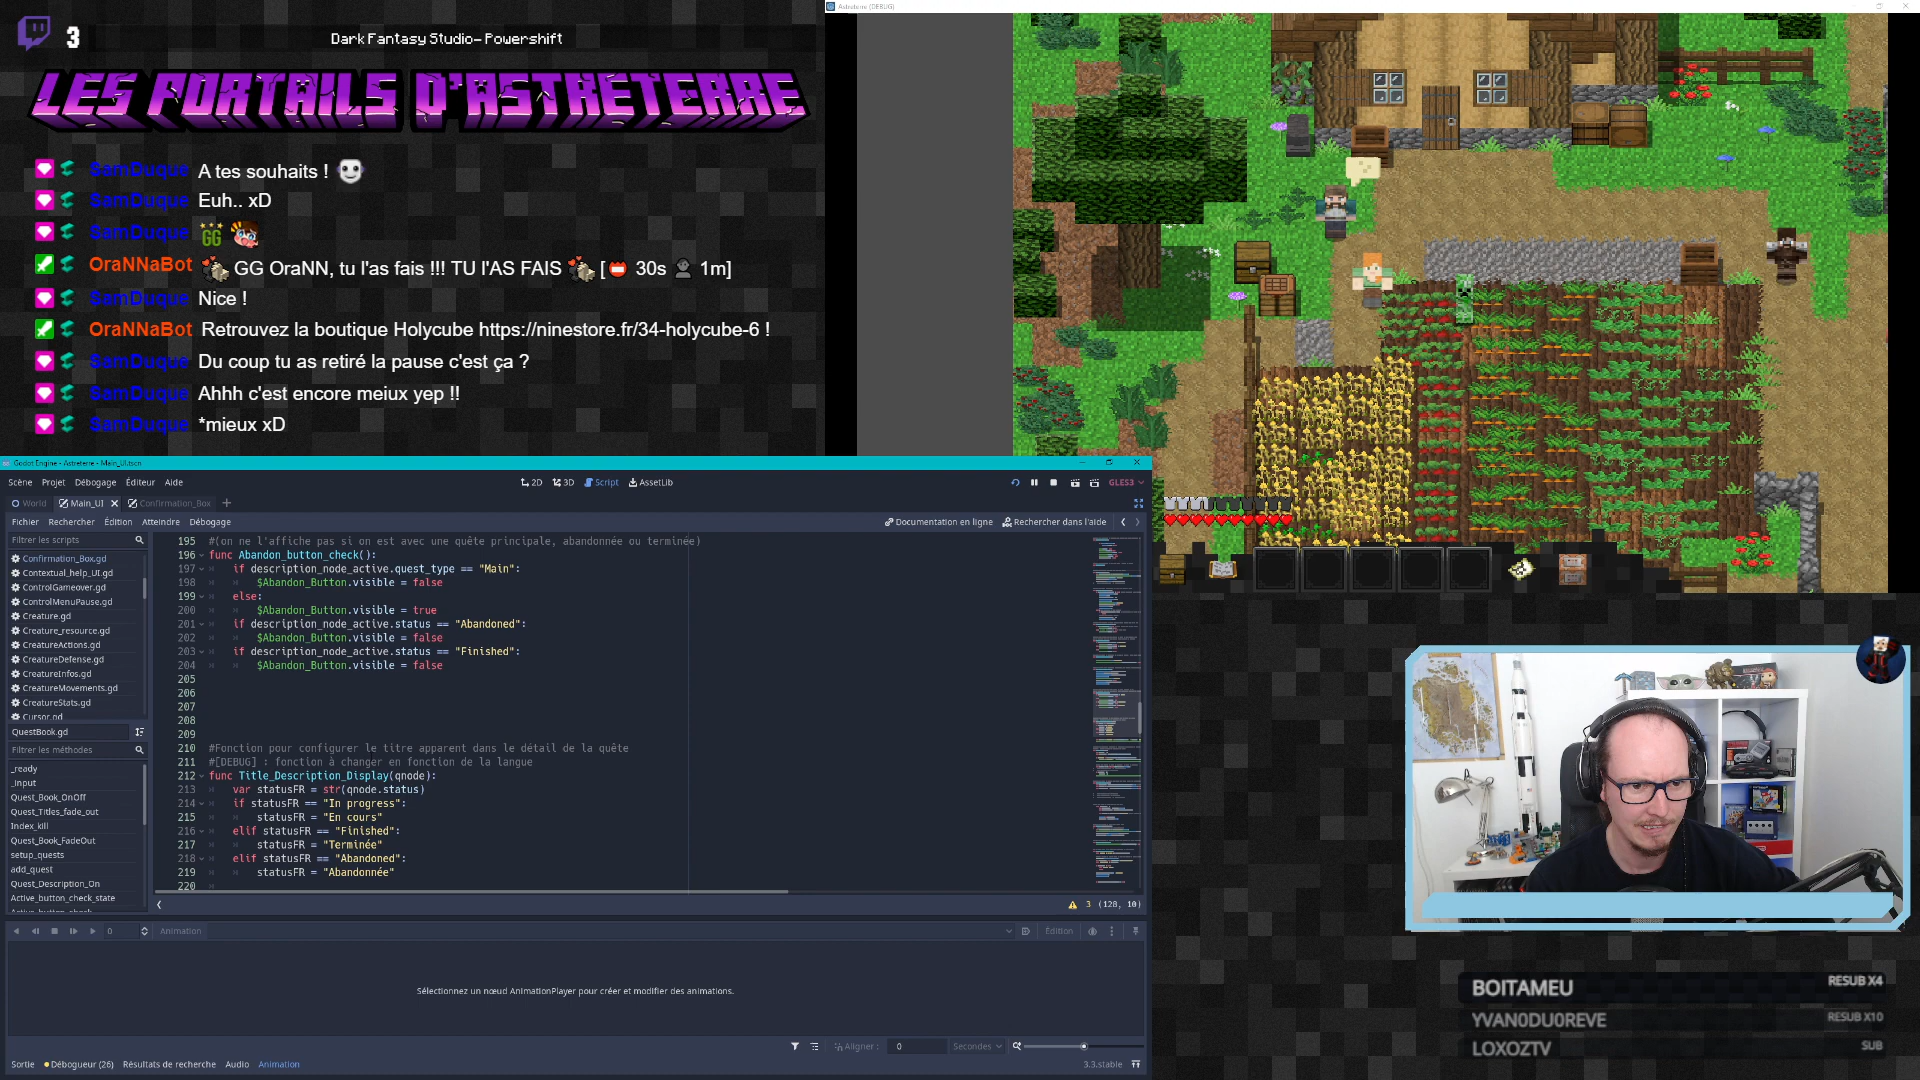 3
Dark Fantasy Studio- Powershift
LES PORTAILS D'ASTRETERRE
SamDuque A tes souhaits !
SamDuque Euh.. xD
SamDuque GG
OraNNaBot GG OraNN, tu l'as fais !!! TU l'AS FAIS [ 30s 1m]
SamDuque Nice !
OraNNaBot Retrouvez la boutique Holycube https://ninestore.fr/34-holycube-6 !
SamDuque Du coup tu as retiré la pause c'est ça ?
SamDuque Ahhh c'est encore meiux yep !!
SamDuque *mieux xD
Astreterre (DEBUG)
Godot Engine - Astreterre - Main_UI.tscn
Scène Projet Débogage Éditeur Aide
2D 3D Script AssetLib
GLES3
World Main_UI Confirmation_Box
Fichier Rechercher Édition Atteindre Débogage
Documentation en ligne Rechercher dans l'aide
Filtrer les scripts
Confirmation_Box.gd
Contextual_help_UI.gd
ControlGameover.gd
ControlMenuPause.gd
Creature.gd
Creature_resource.gd
CreatureActions.gd
CreatureDefense.gd
CreatureInfos.gd
CreatureMovements.gd
CreatureStats.gd
Cursor.gd
QuestBook.gd
Filtrer les méthodes
_ready
_input
Quest_Book_OnOff
Quest_Titles_fade_out
Index_kill
Quest_Book_FadeOut
setup_quests
add_quest
Quest_Description_On
Active_button_check_state
195 #(on ne l'affiche pas si on est avec une quête principale, abandonnée ou terminée)
196 func Abandon_button_check():
197 if description_node_active.quest_type == "Main":
198 $Abandon_Button.visible = false
199 else:
200 $Abandon_Button.visible = true
201 if description_node_active.status == "Abandoned":
202 $Abandon_Button.visible = false
203 if description_node_active.status == "Finished":
204 $Abandon_Button.visible = false
205
206
207
208
209
210 #Fonction pour configurer le titre apparent dans le détail de la quête
211 #[DEBUG] : fonction à changer en fonction de la langue
212 func Title_Description_Display(qnode):
213 var statusFR = str(qnode.status)
214 if statusFR == "In progress":
215 statusFR = "En cours"
216 elif statusFR == "Finished":
217 statusFR = "Terminée"
218 elif statusFR == "Abandoned":
219 statusFR = "Abandonnée"
220
3 (128, 10)
0 Animation
Édition
Sélectionnez un nœud AnimationPlayer pour créer et modifier des animations.
Aligner : 0 Secondes
Sortie Débogueur (26) Résultats de recherche Audio Animation
3.3.stable
BOITAMEU RESUB X4
YVAN0DU0REVE RESUB X10
LOXOZTV SUB